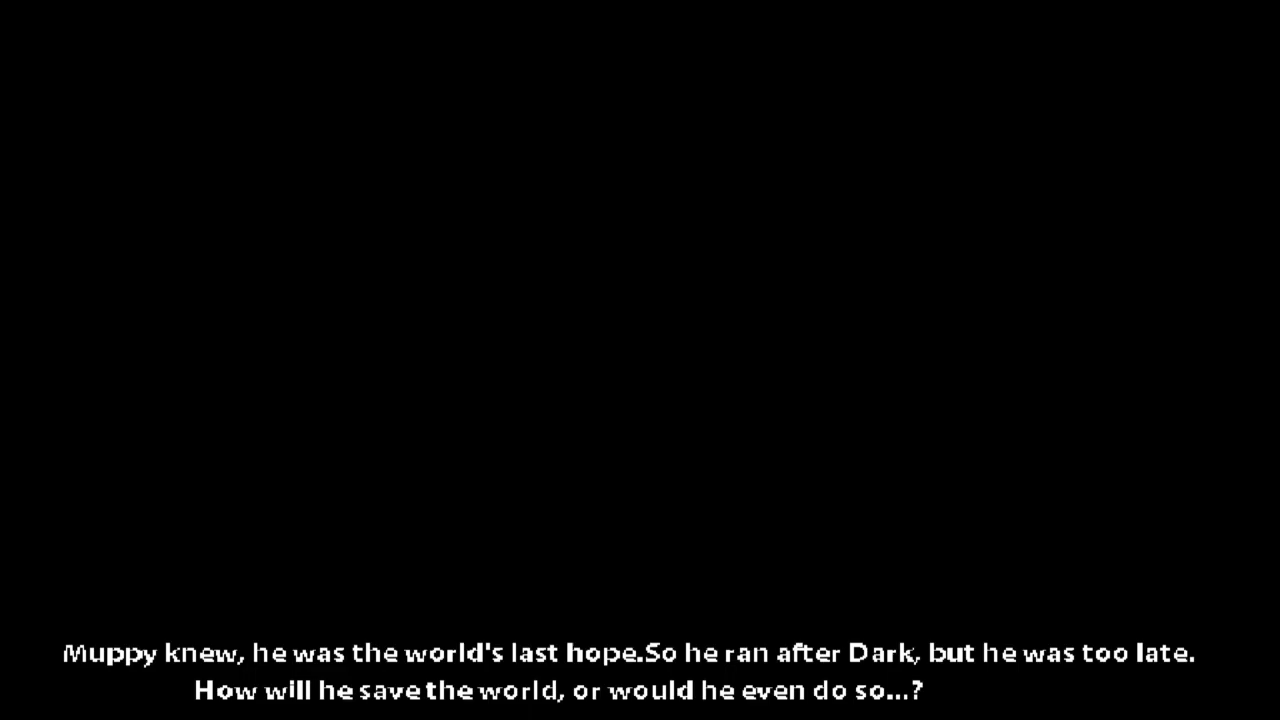 Muppy knew, he was the world's last hope.So he ran after Dark, but he was too late.
How will he save the world, or would he even do so...?